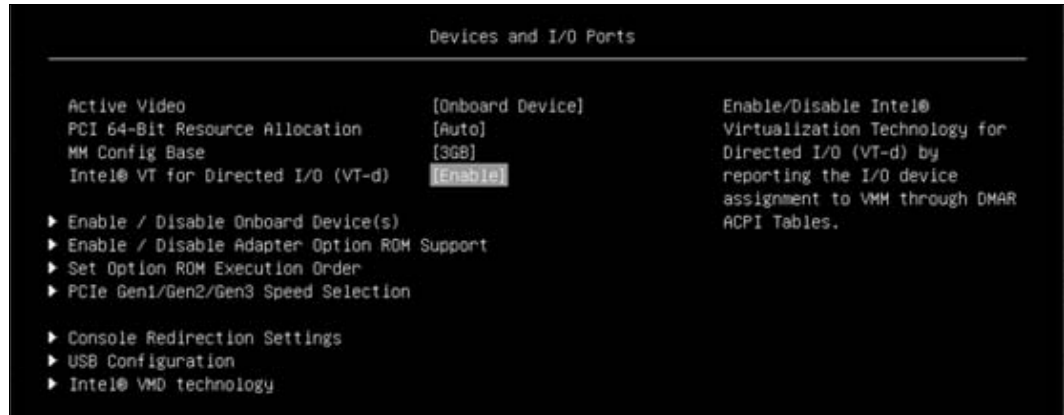 Devices and I/O Ports
Active Video [Onboard Device]
PCI 64-Bit Resource Allocation [Auto]
MM Config Base [3GB]
Intel® VT for Directed I/O (VT-d) [Enable]
▶ Enable / Disable Onboard Device(s)
▶ Enable / Disable Adapter Option ROM Support
▶ Set Option ROM Execution Order
▶ PCIe Gen1/Gen2/Gen3 Speed Selection
▶ Console Redirection Settings
▶ USB Configuration
▶ Intel® VMD technology
Enable/Disable Intel®
Virtualization Technology for
Directed I/O (VT-d) by
reporting the I/O device
assignment to VMM through DMAR
ACPI Tables.